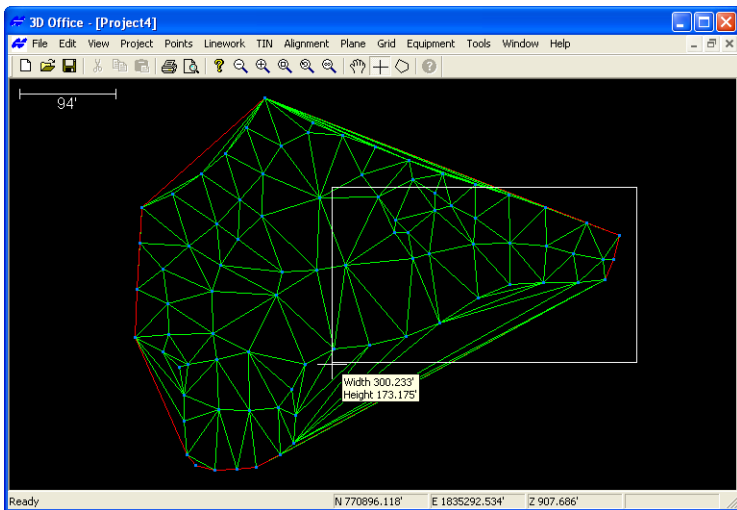 3D Office - [Project4]
File Edit View Project Points Linework TIN Alignment Plane Grid Equipment Tools Window Help
94'
Width 300.233'
Height 173.175'
Ready N 770896.118' E 1835292.534' Z 907.686'